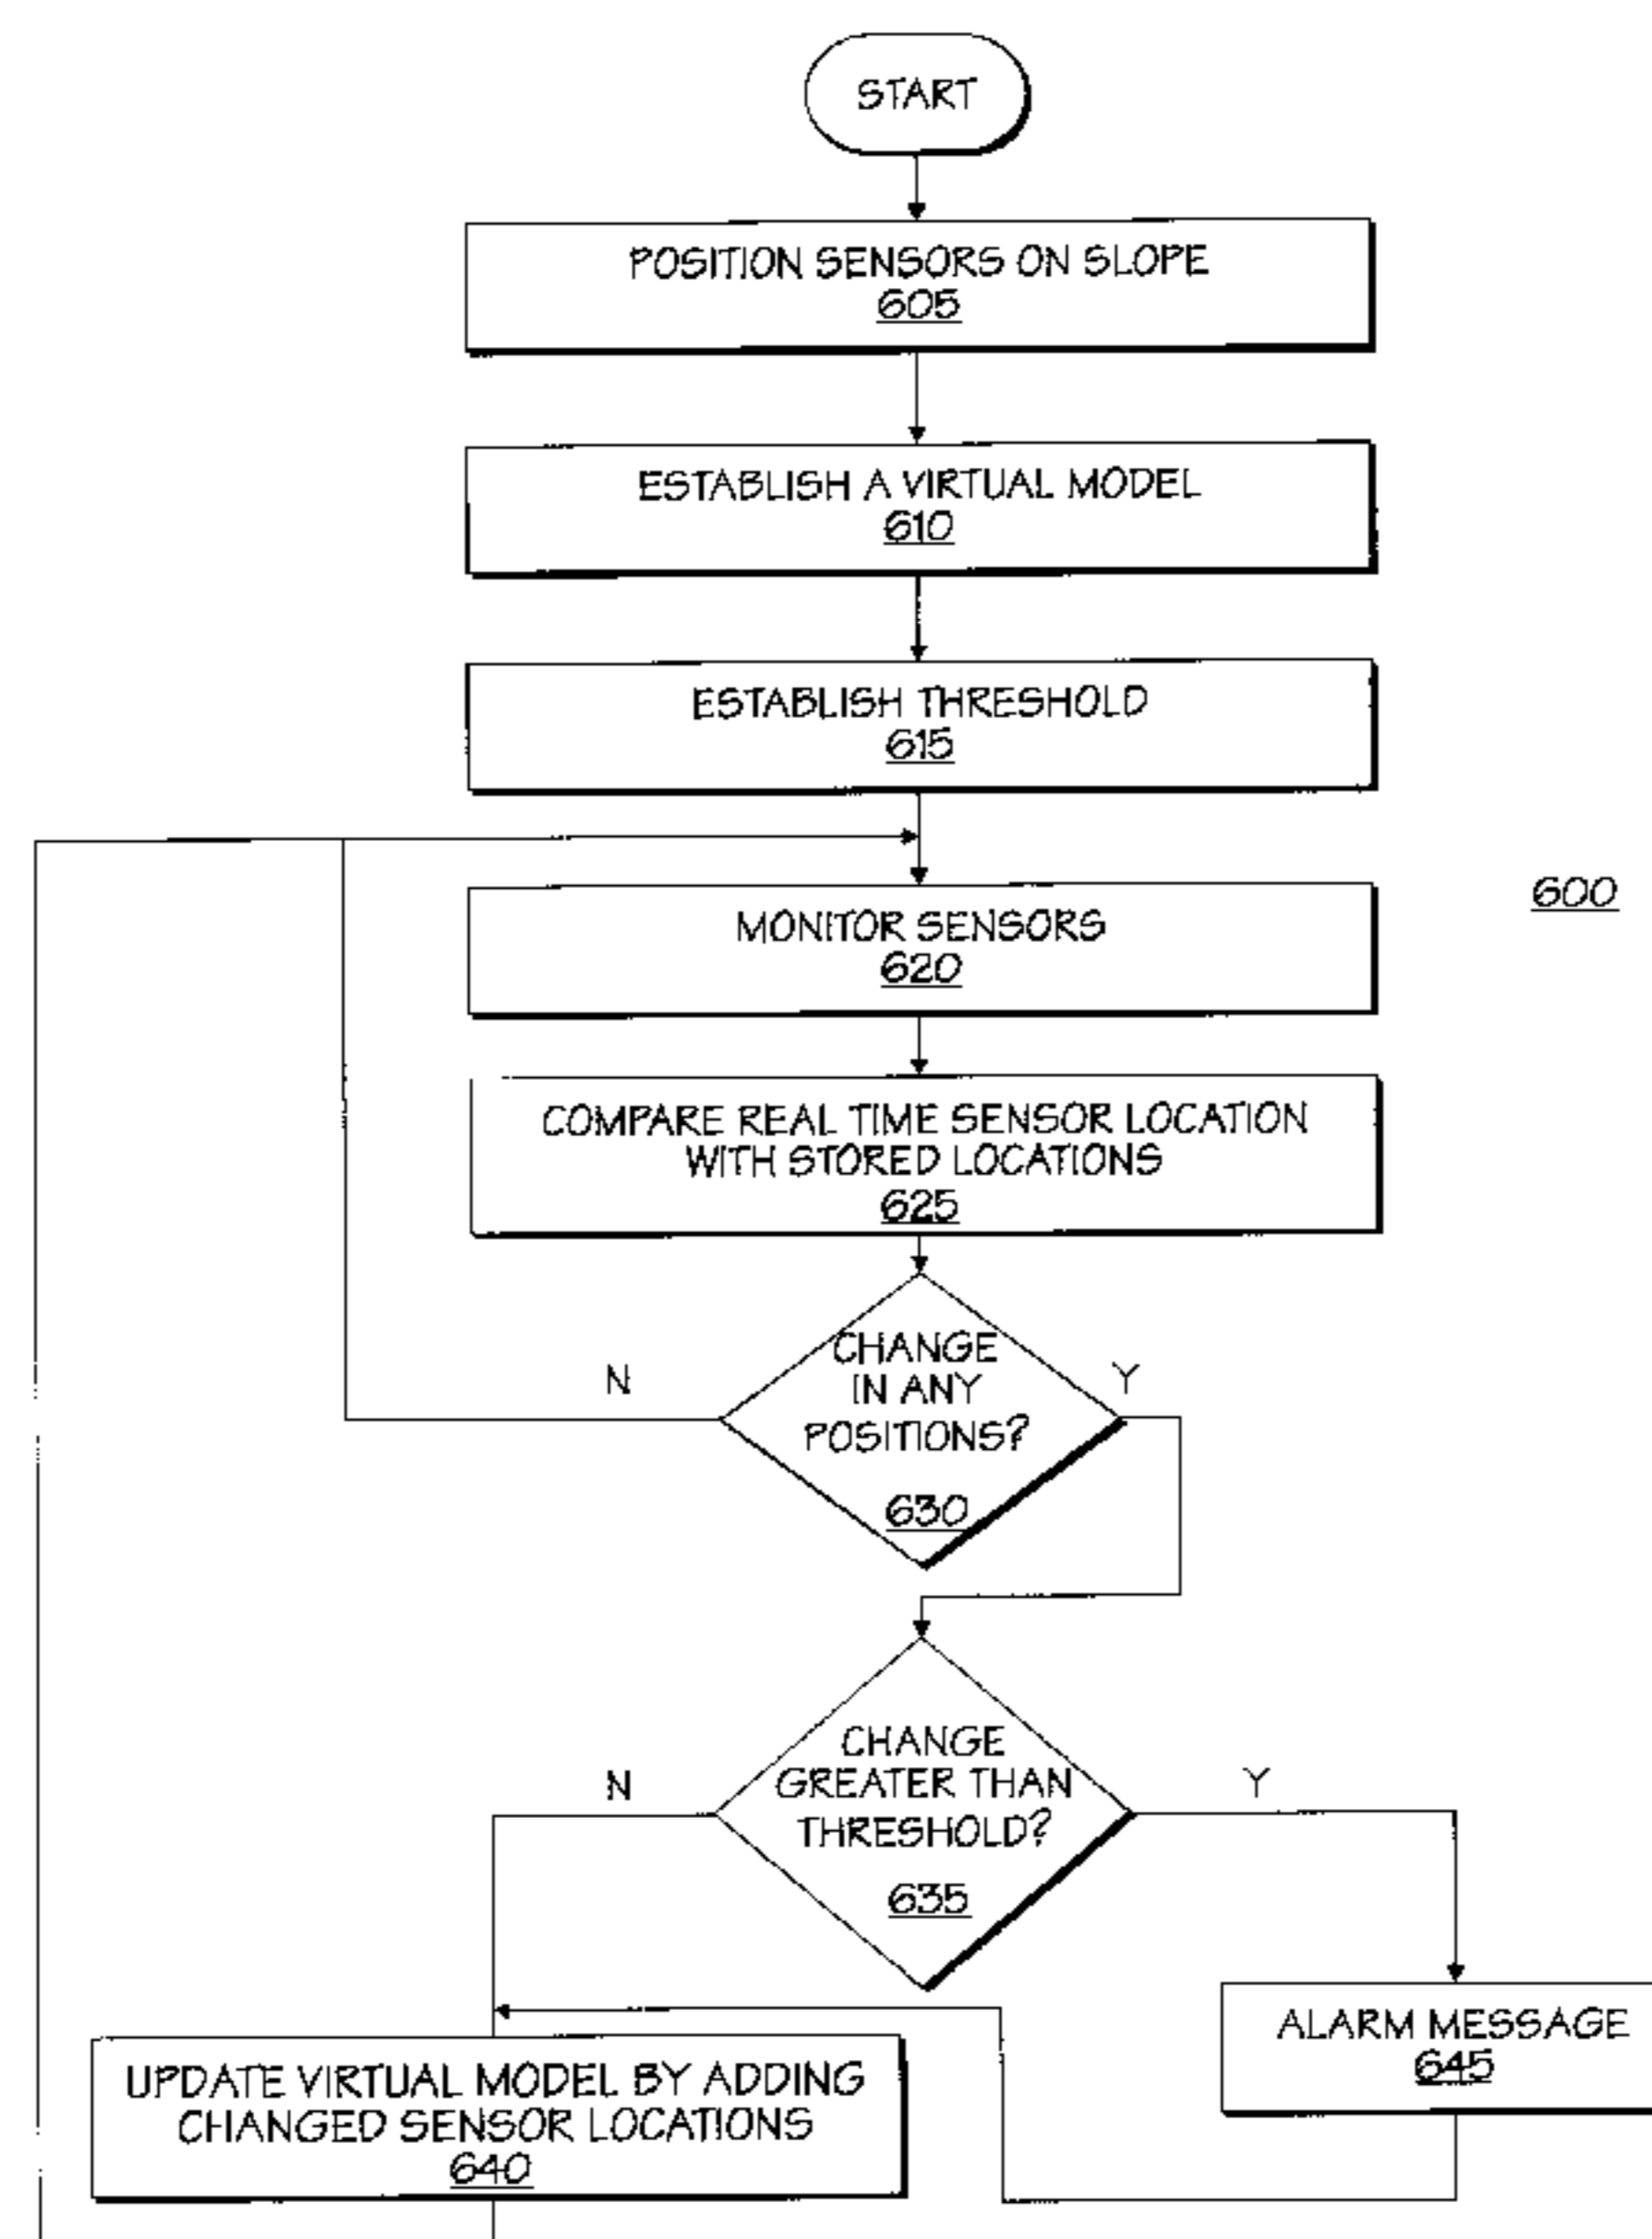 START
POSITION SENSORS ON SLOPE
605
ESTABLISH A VIRTUAL MODEL
610
ESTABLISH THRESHOLD
615
MONITOR SENSORS
620
600
COMPARE REAL TIME SENSOR LOCATION
WITH STORED LOCATIONS
625
CHANGE
IN ANY
POSITIONS?
630
N
Y
CHANGE
GREATER THAN
THRESHOLD?
635
N
Y
ALARM MESSAGE
645
UPDATE VIRTUAL MODEL BY ADDING
CHANGED SENSOR LOCATIONS
640